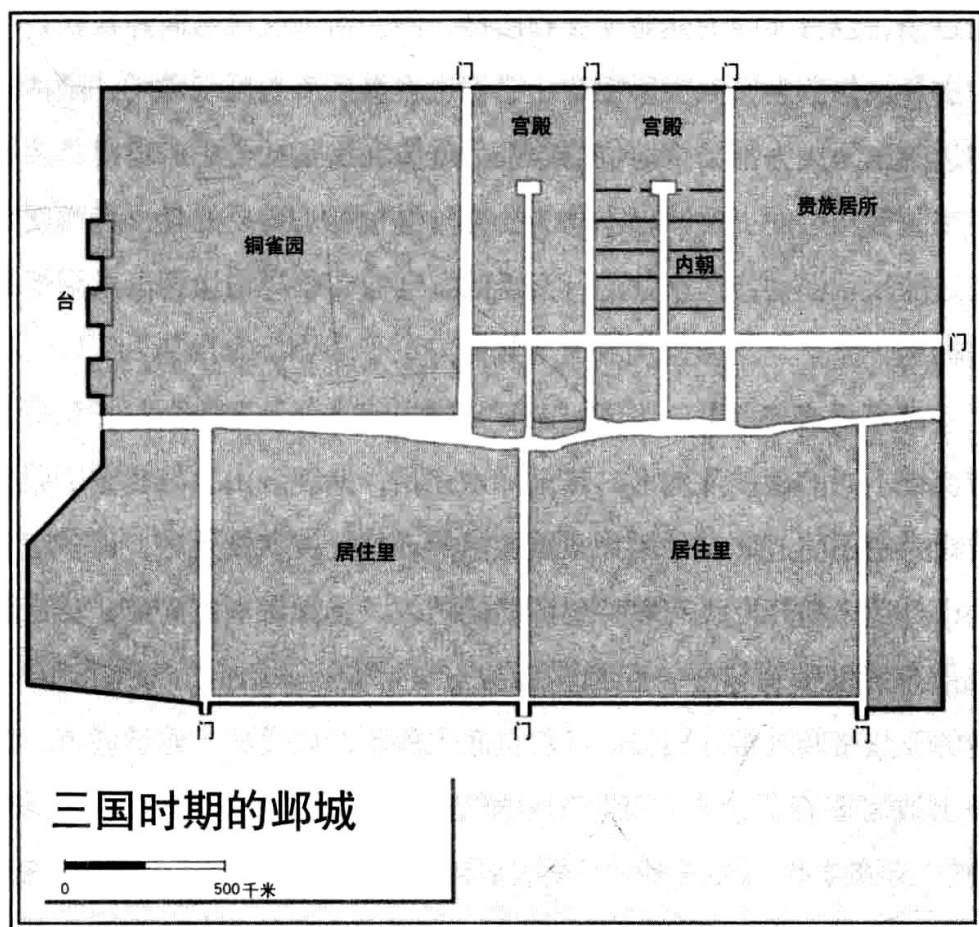 门 门 门
宫殿 宫殿
贵族居所
铜雀园
内朝
台
门
居住里 居住里
门 门 门
三国时期的邺城
0 500千米